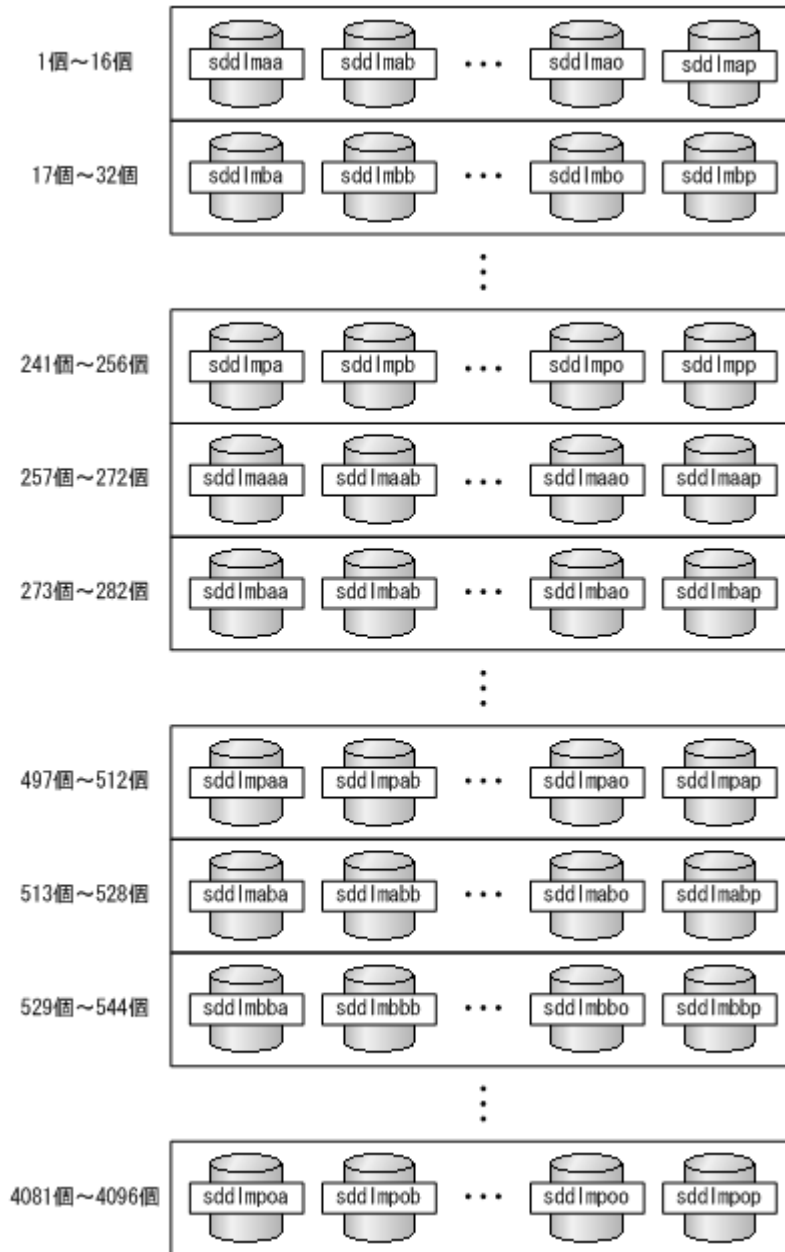 1個～16個 sddlmaa sddlmab ･･･ sddlmao sddlmap
17個～32個 sddlmba sddlmbb ･･･ sddlmbo sddlmbp
241個～256個 sddlmpa sddlmpb ･･･ sddlmpo sddlmpp
257個～272個 sddlmaaa sddlmaab ･･･ sddlmaao sddlmaap
273個～282個 sddlmbaa sddlmbab ･･･ sddlmbao sddlmbap
497個～512個 sddlmpaa sddlmpab ･･･ sddlmpao sddlmpap
513個～528個 sddlmaba sddlmabb ･･･ sddlmabo sddlmabp
529個～544個 sddlmbba sddlmbbb ･･･ sddlmbbo sddlmbbp
4081個～4096個 sddlmpoa sddlmpob ･･･ sddlmpoo sddlmpop